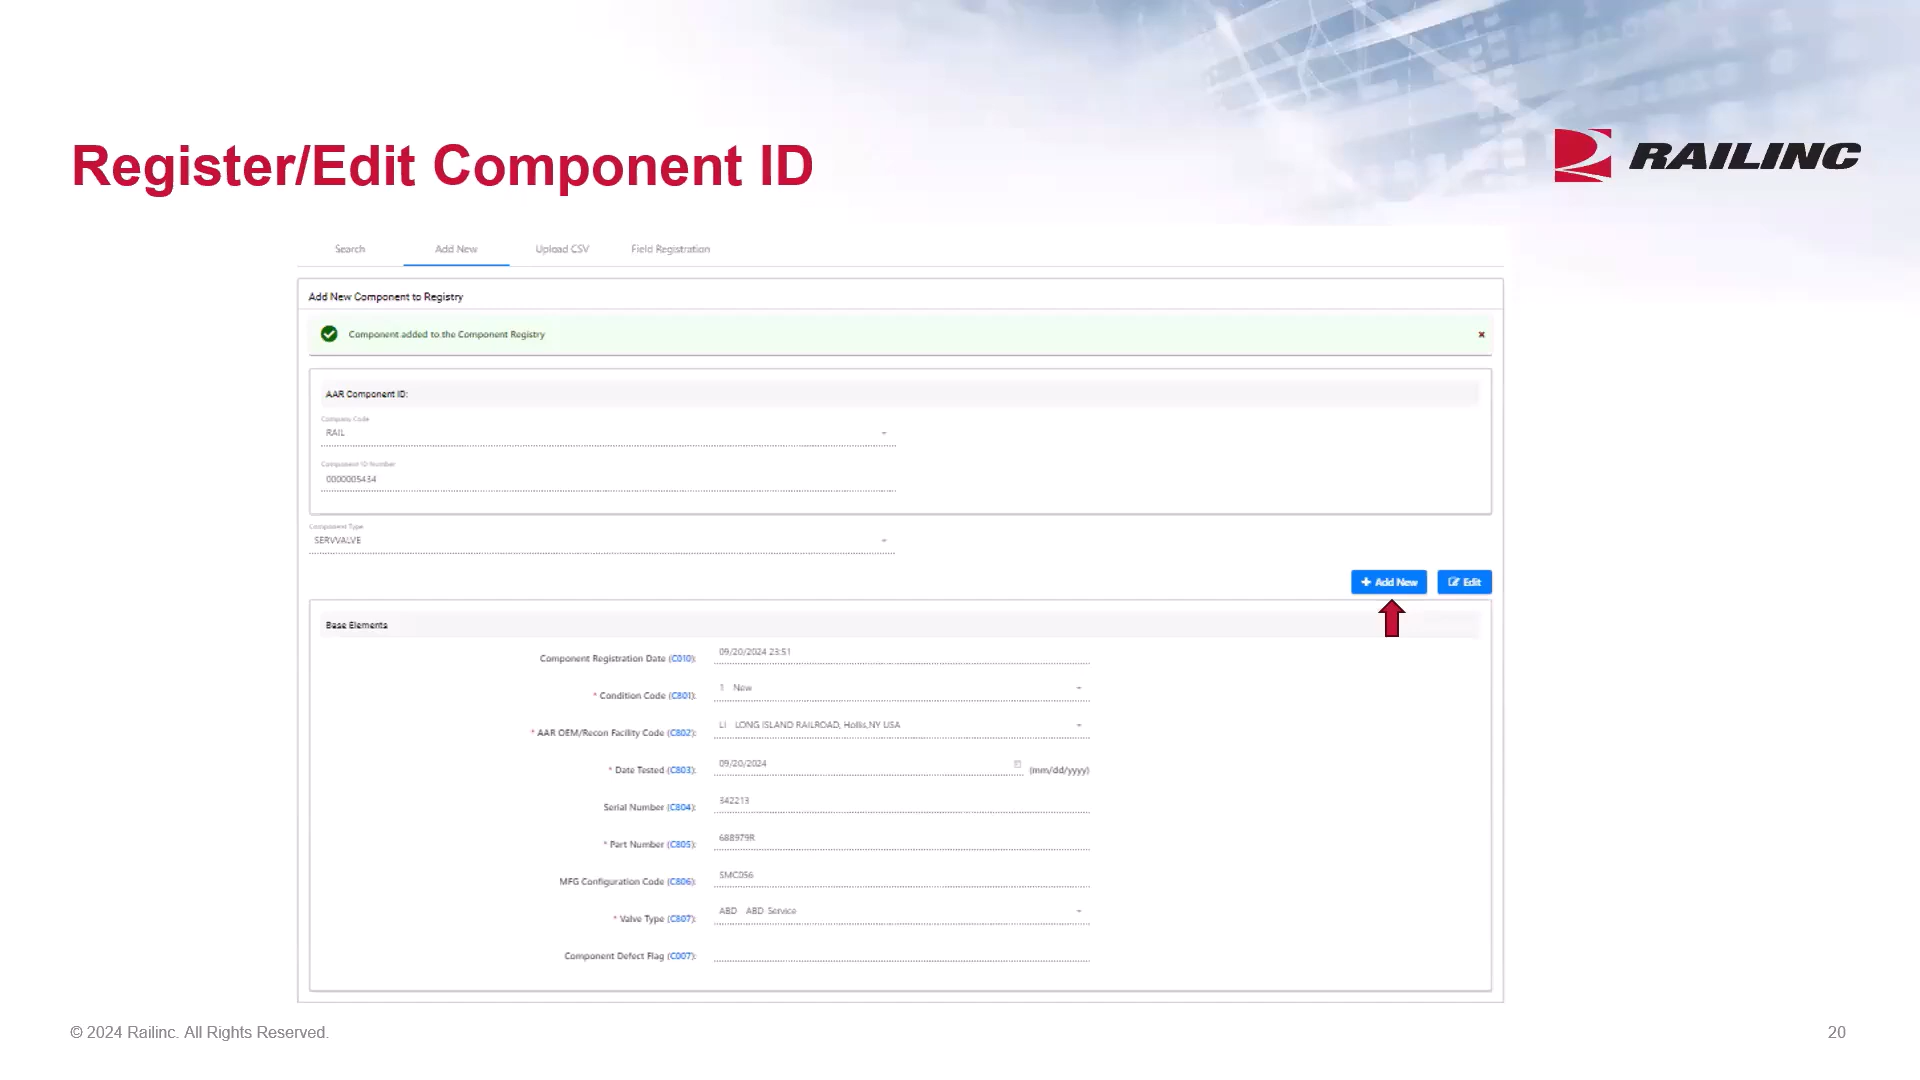 Register/Edit Component ID
RAILINC
Search Add New Upload CSV Field Registration
Add New Component to Registry
Component added to the Component Registry
AAR Component ID:
Company Code
RAIL
Component ID Number
0000005434
Component Type
SERVVALVE
Add New Edit
Base Elements
Component Registration Date (C010): 09/20/2024 23:51
* Condition Code (C801): 1 New
* AAR OEM/Recon Facility Code (C802): LI LONG ISLAND RAILROAD, Hollis,NY USA
* Date Tested (C803): 09/20/2024 (mm/dd/yyyy)
Serial Number (C804): 342213
* Part Number (C805): 688979R
MFG Configuration Code (C806): SMC056
* Valve Type (C807): ABD ABD Service
Component Defect Flag (C007):
© 2024 Railinc. All Rights Reserved.
20